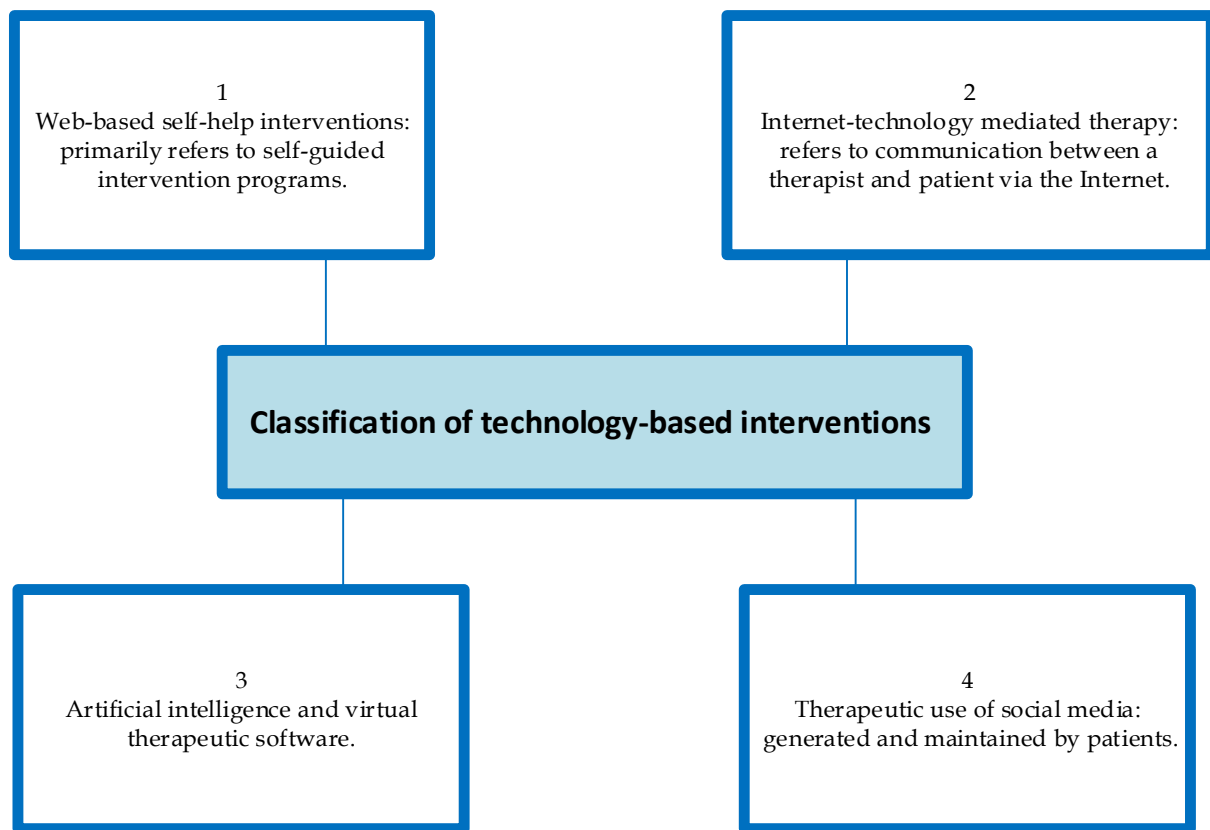 1
Web-based self-help interventions:
primarily refers to self-guided
intervention programs.
2
Internet-technology mediated therapy:
refers to communication between a
therapist and patient via the Internet.
Classification of technology-based interventions
3
Artificial intelligence and virtual
therapeutic software.
4
Therapeutic use of social media:
generated and maintained by patients.